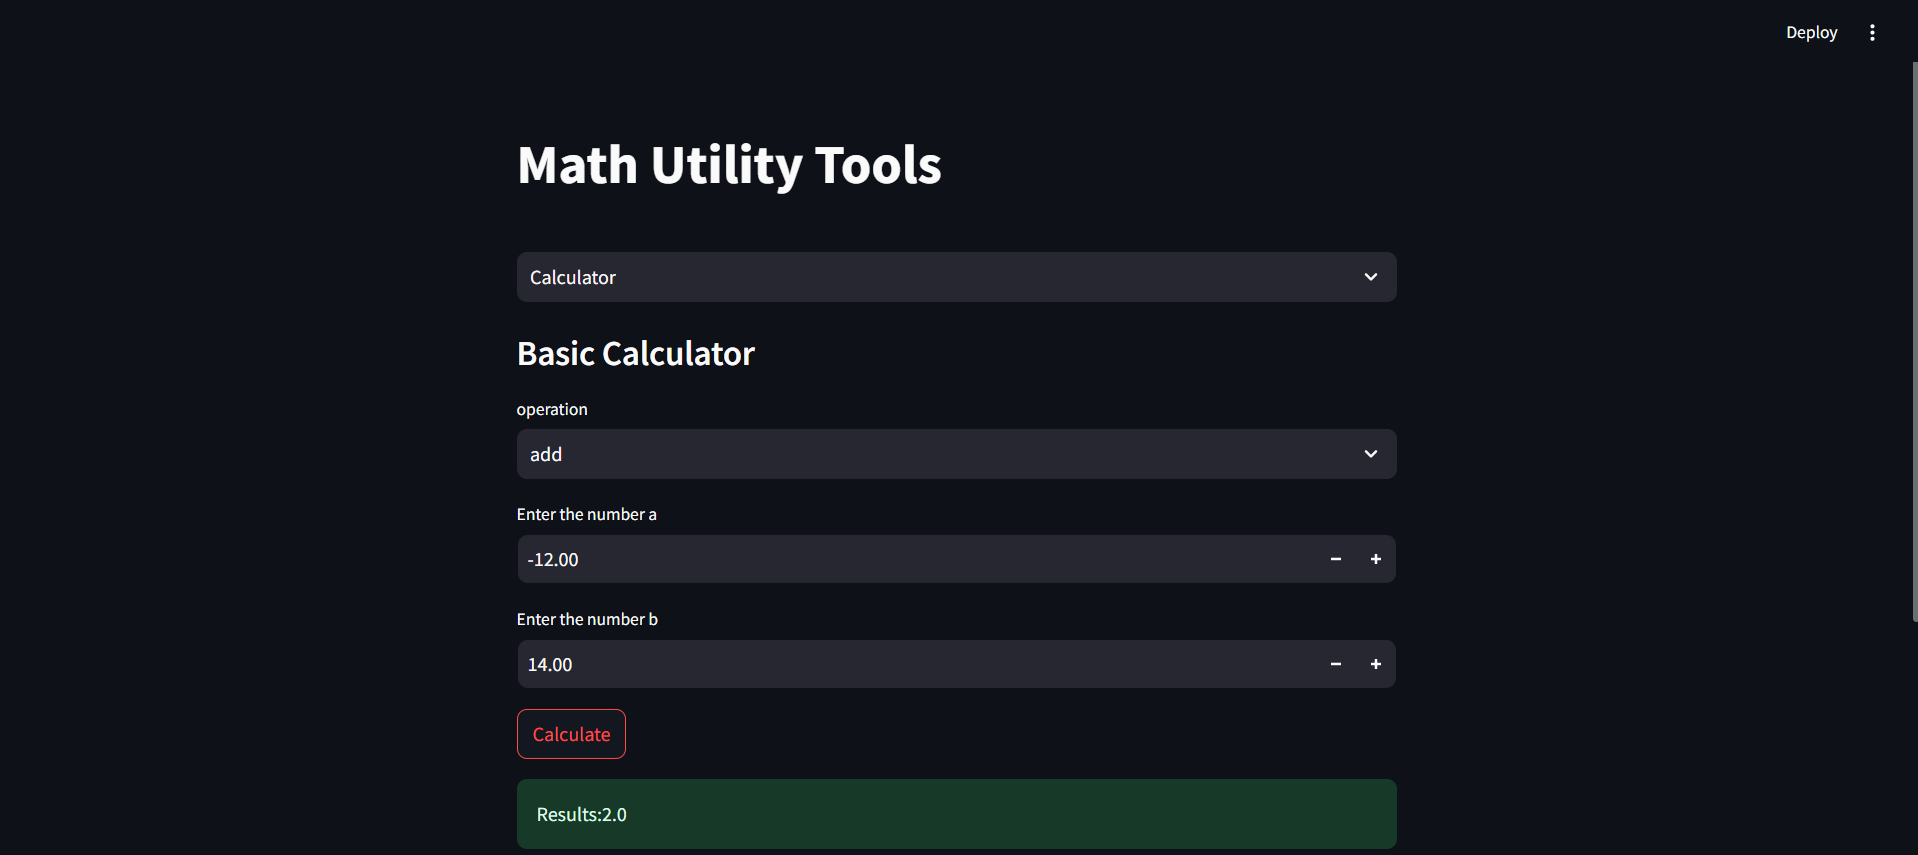 Deploy
Math Utility Tools
Calculator
Basic Calculator
operation
add
Enter the number a
-12.00
Enter the number b
14.00
Calculate
Results:2.0